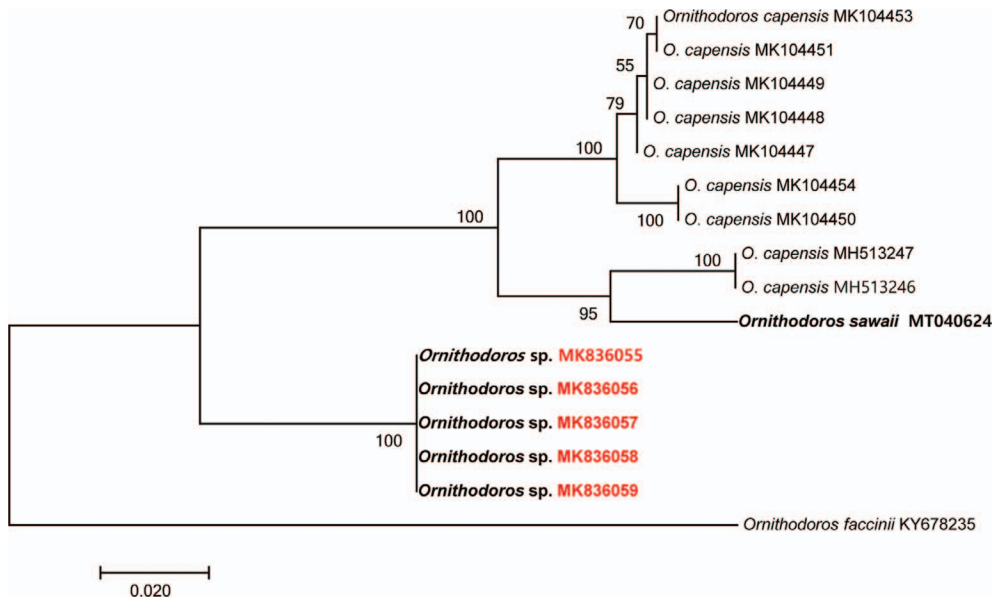 Ornithodoros capensis MK104453
70
O. capensis MK104451
55
O. capensis MK104449
79
O. capensis MK104448
100
O. capensis MK104447
O. capensis MK104454
100
O. capensis MK104450
100
O. capensis MH513247
100
O. capensis MH513246
95
Ornithodoros sawaii MT040624
Ornithodoros sp. MK836055
Ornithodoros sp. MK836056
Ornithodoros sp. MK836057
100
Ornithodoros sp. MK836058
Ornithodoros sp. MK836059
Ornithodoros faccinii KY678235
0.020